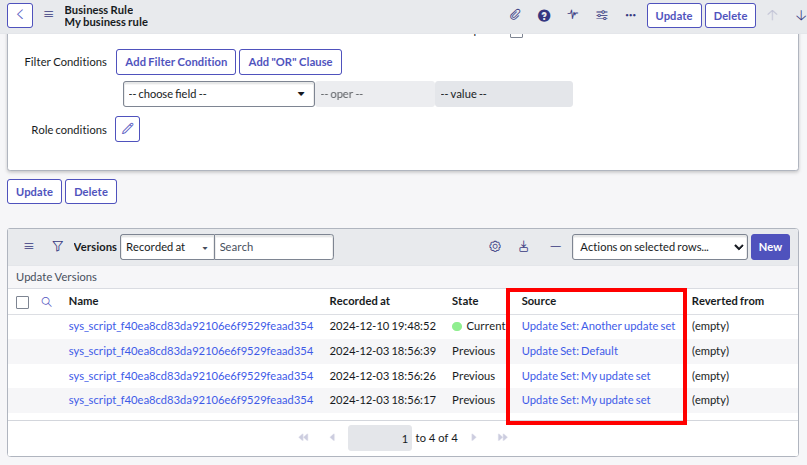 Business Rule
My business rule
Update
Delete
Filter Conditions
Add Filter Condition
Add "OR" Clause
-- choose field --
-- oper --
-- value --
Role conditions
Update
Delete
Versions
Recorded at
Search
Actions on selected rows...
New
Update Versions
Name Recorded at State Source Reverted from
sys_script_f40ea8cd83da92106e6f9529feaad354 2024-12-10 19:48:52 Current Update Set: Another update set (empty)
sys_script_f40ea8cd83da92106e6f9529feaad354 2024-12-03 18:56:39 Previous Update Set: Default (empty)
sys_script_f40ea8cd83da92106e6f9529feaad354 2024-12-03 18:56:26 Previous Update Set: My update set (empty)
sys_script_f40ea8cd83da92106e6f9529feaad354 2024-12-03 18:56:17 Previous Update Set: My update set (empty)
1 to 4 of 4